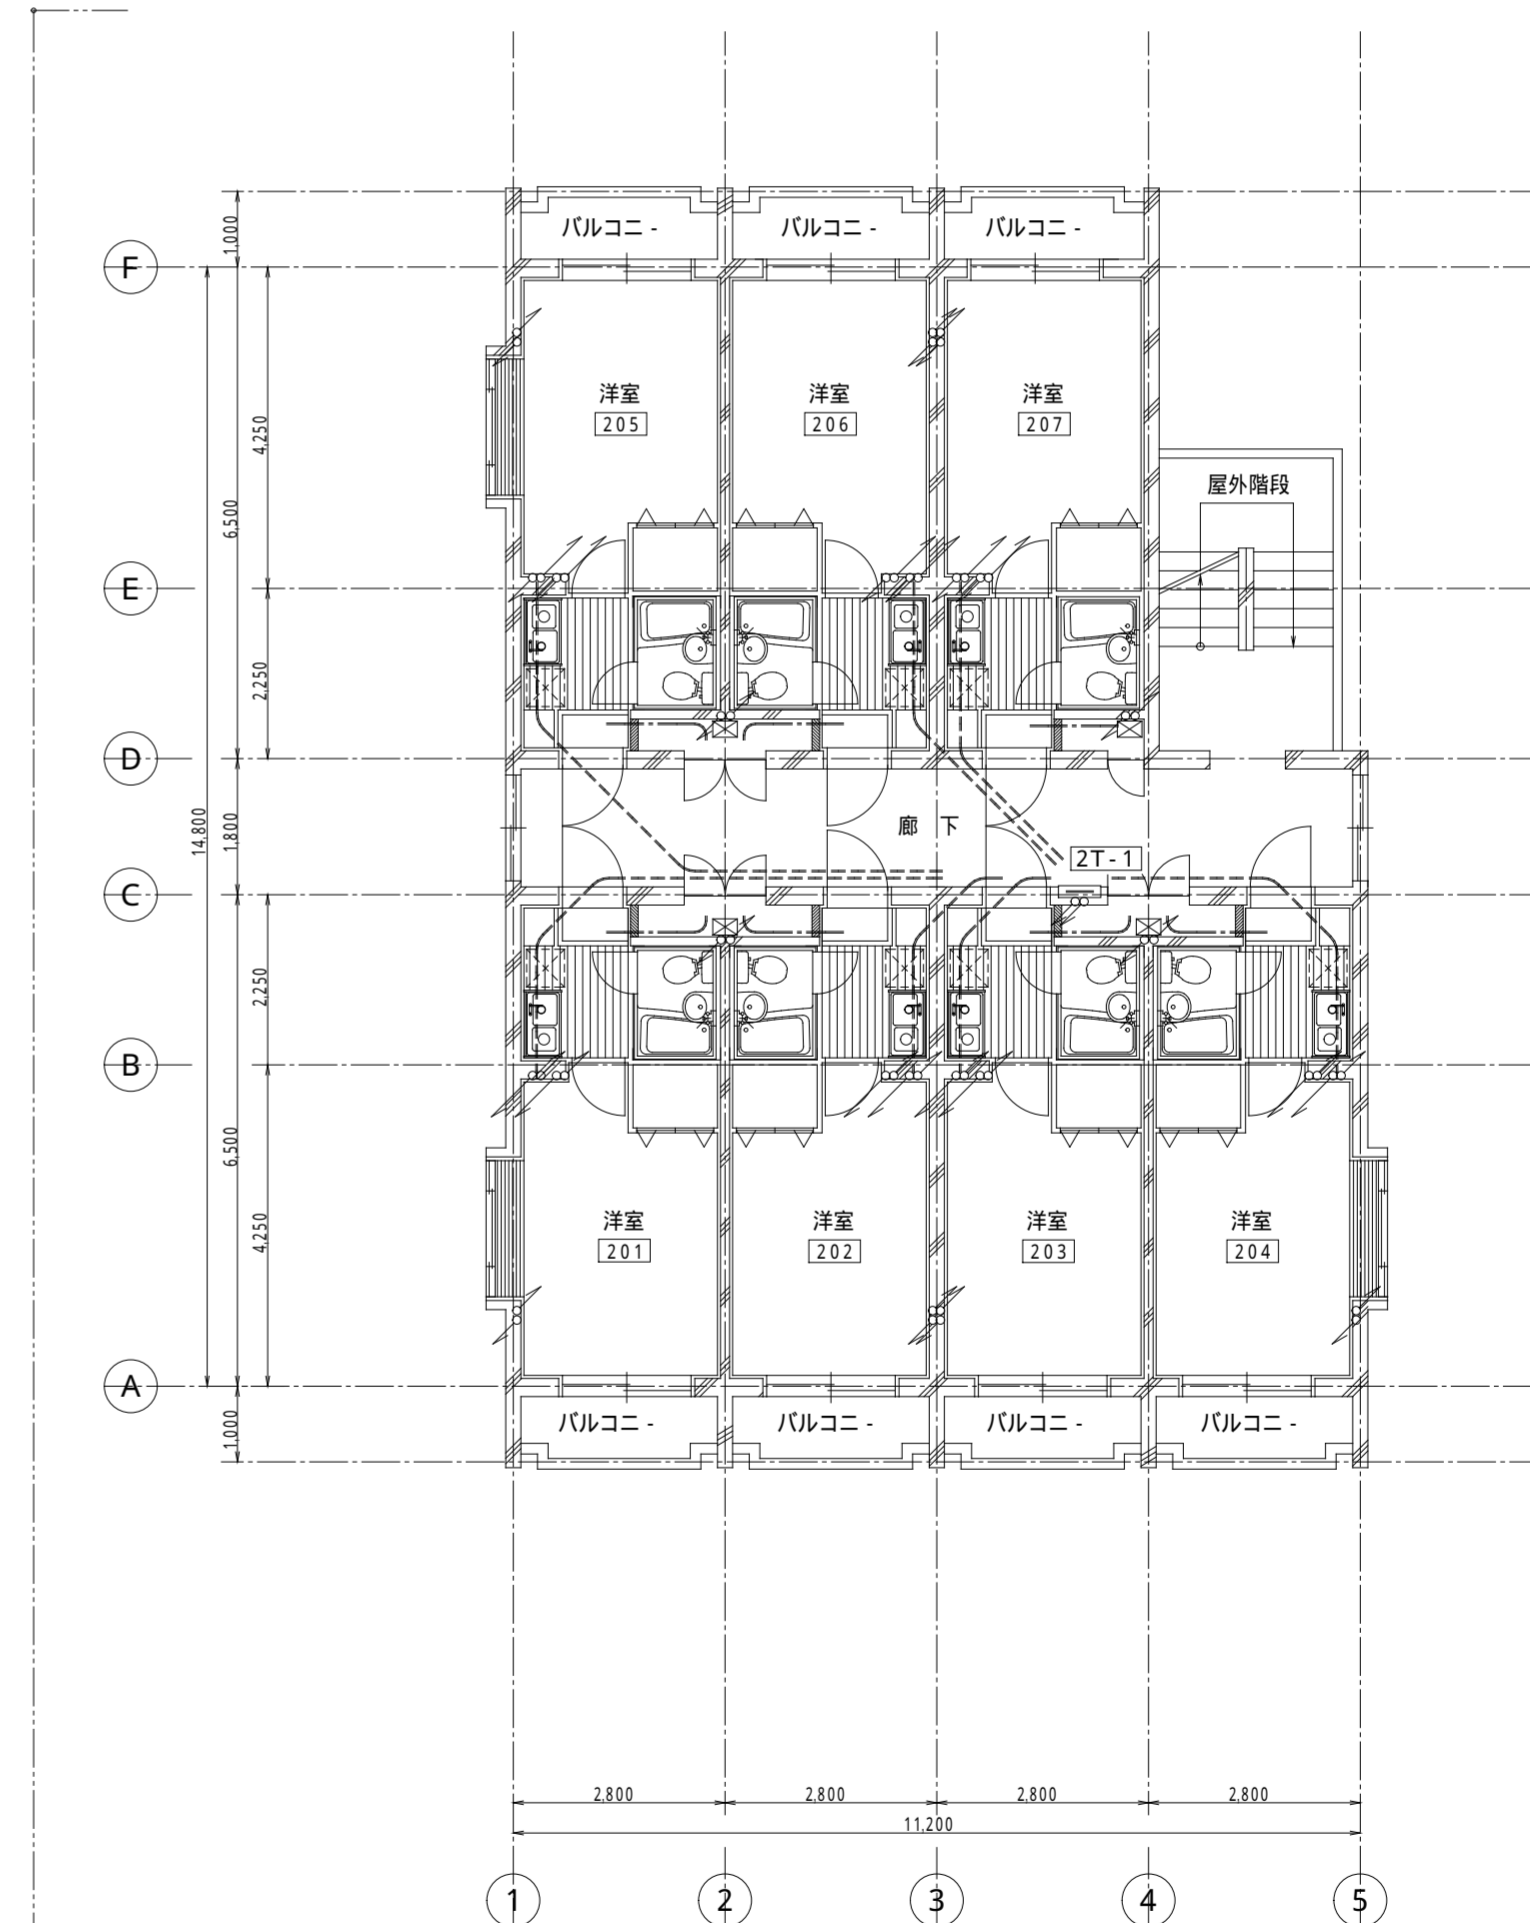 バルコニ - バルコニ - バルコニ -
1,000
F
洋室 洋室 洋室
205 206 207
4,250
屋外階段
6,500
E
2,250
D
14,800
1,800
廊 下
2T-1
C
2,250
B
6,500
4,250
洋室 洋室 洋室 洋室
201 202 203 204
A
バルコニ - バルコニ - バルコニ - バルコニ -
1,000
2,800 2,800 2,800 2,800
11,200
1 2 3 4 5